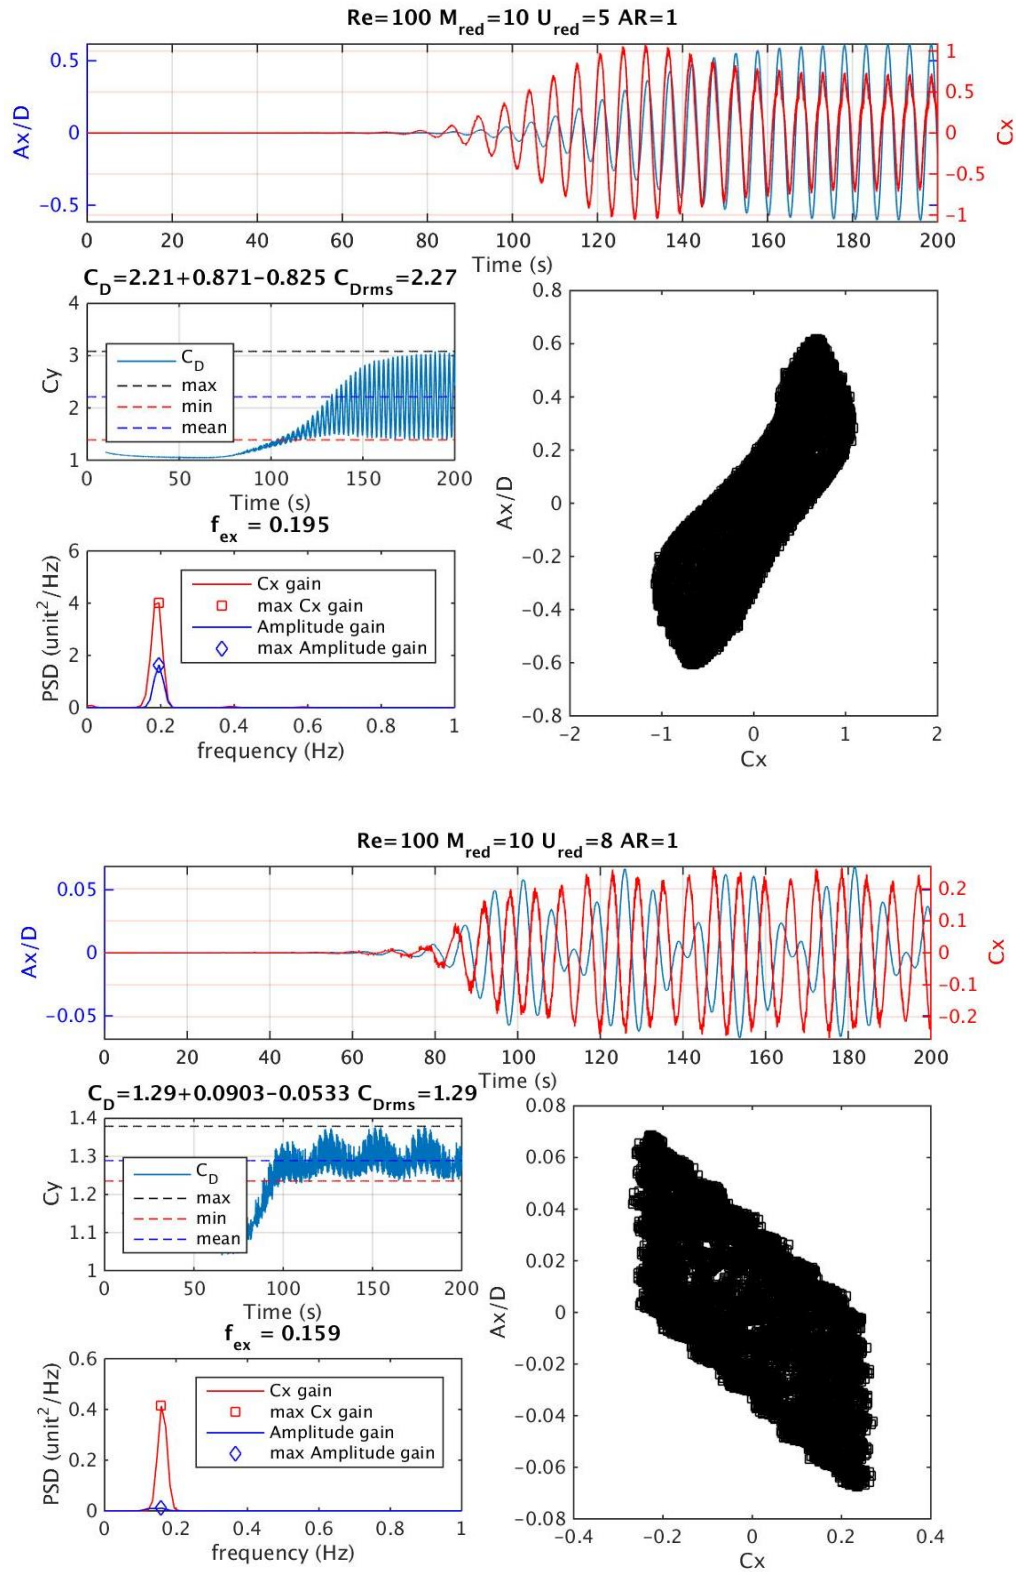 Re=100 M_red=10 U_red=5 AR=1
0.5
0
-0.5
Ax/D
1
0.5
0
-0.5
-1
Cx
0 20 40 60 80 100 120 140 160 180 200
Time (s)
C_D=2.21+0.871-0.825 C_Drms=2.27
4
3
2
1
Cy
C_D
max
min
mean
50 100 150 200
Time (s)
f_ex = 0.195
6
4
2
0
PSD (unit²/Hz)
Cx gain
max Cx gain
Amplitude gain
max Amplitude gain
0 0.2 0.4 0.6 0.8 1
frequency (Hz)
0.8
0.6
0.4
0.2
0
-0.2
-0.4
-0.6
-0.8
Ax/D
-2 -1 0 1 2
Cx
Re=100 M_red=10 U_red=8 AR=1
0.05
0
-0.05
Ax/D
0.2
0.1
0
-0.1
-0.2
Cx
0 20 40 60 80 100 120 140 160 180 200
Time (s)
C_D=1.29+0.0903-0.0533 C_Drms=1.29
1.4
1.3
1.2
1.1
1
Cy
C_D
max
min
mean
0 50 100 150 200
Time (s)
f_ex = 0.159
0.6
0.4
0.2
0
PSD (unit²/Hz)
Cx gain
max Cx gain
Amplitude gain
max Amplitude gain
0 0.2 0.4 0.6 0.8 1
frequency (Hz)
0.08
0.06
0.04
0.02
0
-0.02
-0.04
-0.06
-0.08
Ax/D
-0.4 -0.2 0 0.2 0.4
Cx